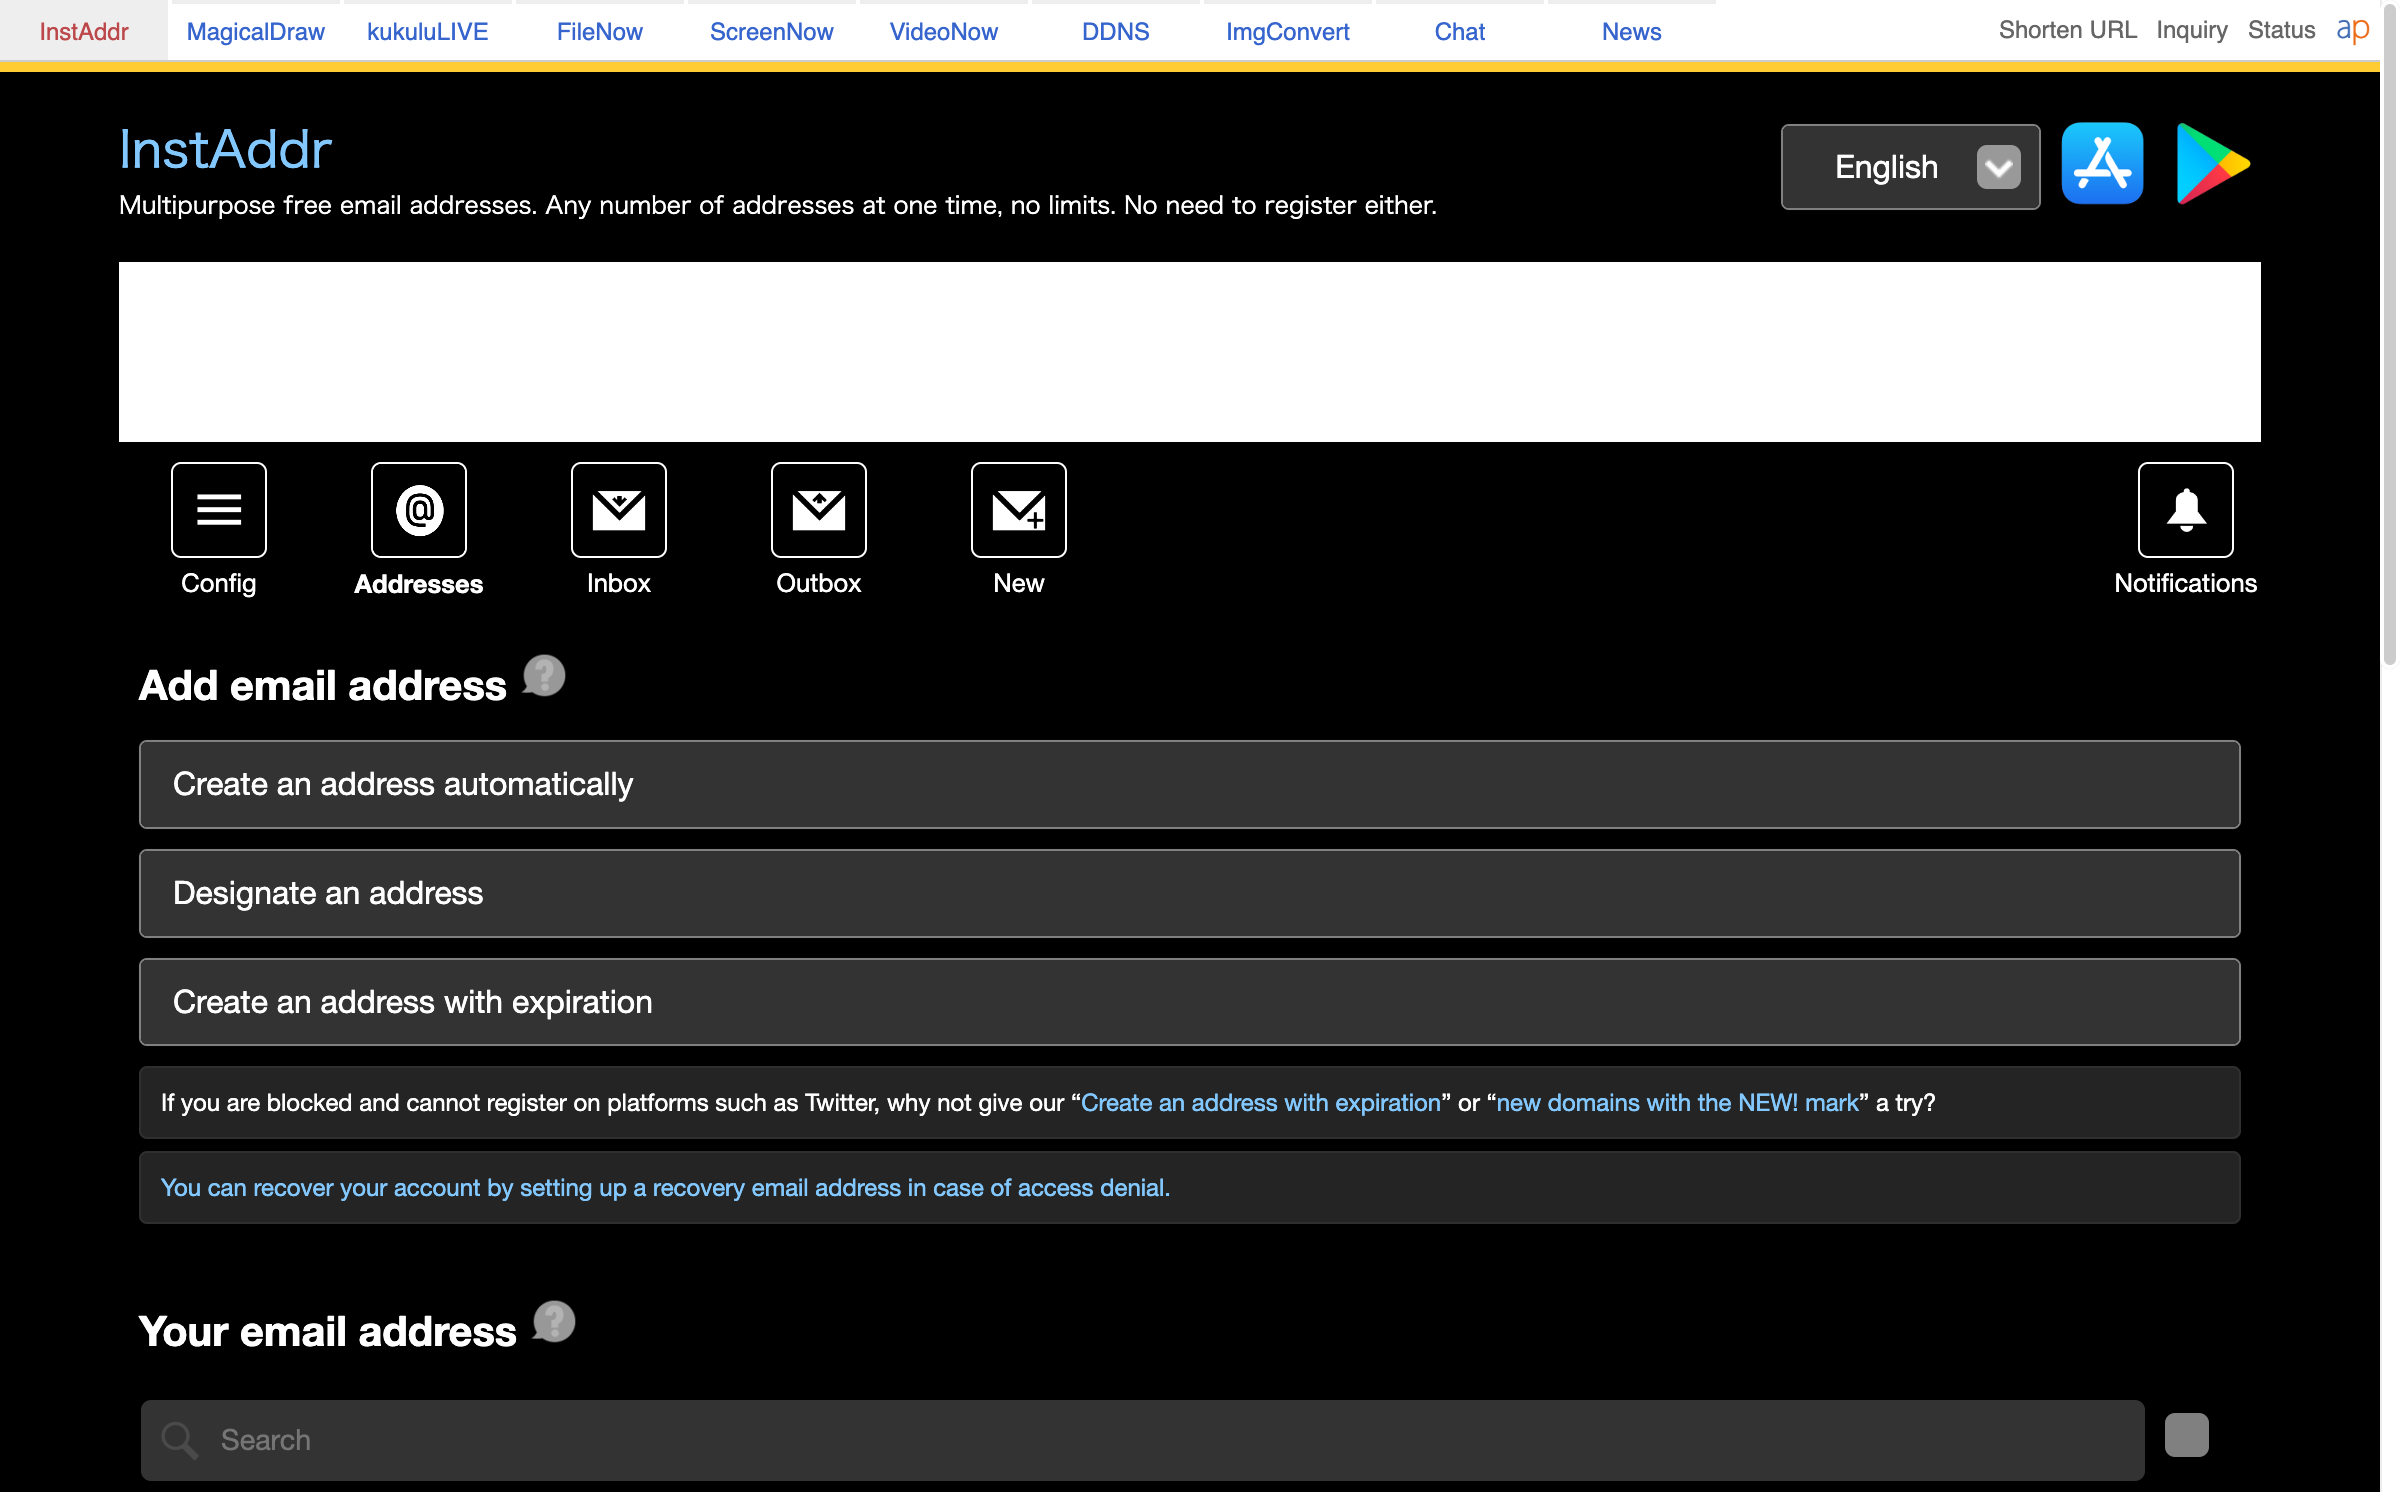 InstAddr MagicalDraw kukuluLIVE FileNow ScreenNow VideoNow DDNS ImgConvert Chat News Shorten URL Inquiry Status ap
InstAddr
English
Multipurpose free email addresses. Any number of addresses at one time, no limits. No need to register either.
Config Addresses Inbox Outbox New Notifications
Add email address ?
Create an address automatically
Designate an address
Create an address with expiration
If you are blocked and cannot register on platforms such as Twitter, why not give our “Create an address with expiration” or “new domains with the NEW! mark” a try?
You can recover your account by setting up a recovery email address in case of access denial.
Your email address ?
Search